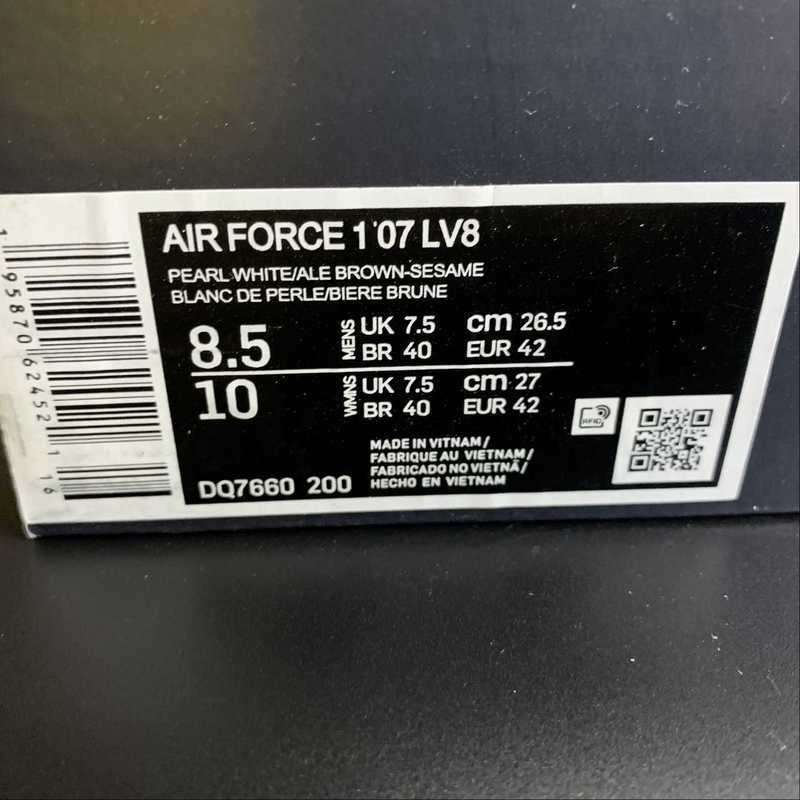 AIR FORCE 1 '07 LV8
PEARL WHITE/ALE BROWN-SESAME
BLANC DE PERLE/BIERE BRUNE
8.5 MENS UK 7.5 cm 26.5
BR 40 EUR 42
10 WMNS UK 7.5 cm 27
BR 40 EUR 42
RFID
MADE IN VITNAM/
FABRIQUE AU VIETNAM/
FABRICADO NO VIETNÃ/
HECHO EN VIETNAM
DQ7660 200
1 95870 62452 1 16